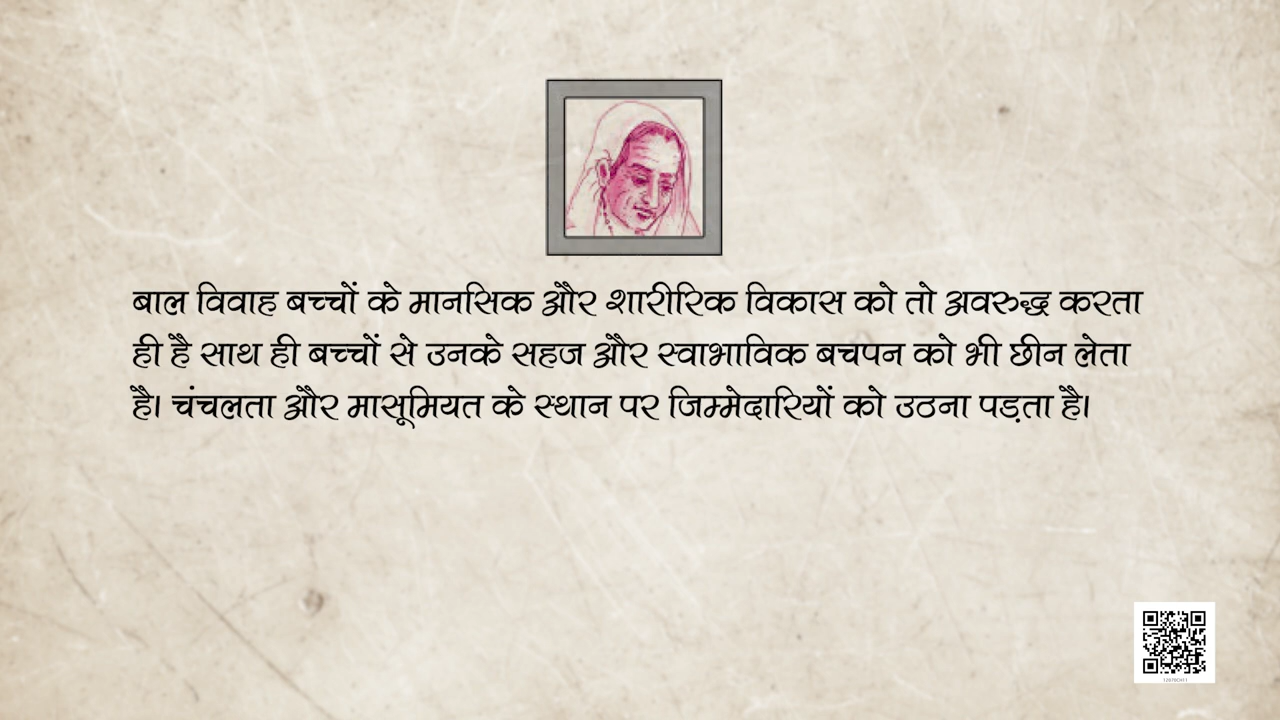 बाल विवाह बच्चों के मानसिक और शारीरिक विकास को तो अवरुद्ध करता
ही है साथ ही बच्चों से उनके सहज और स्वाभाविक बचपन को भी छीन लेता
है। चंचलता और मासूमियत के स्थान पर जिम्मेदारियों को उठना पड़ता है।